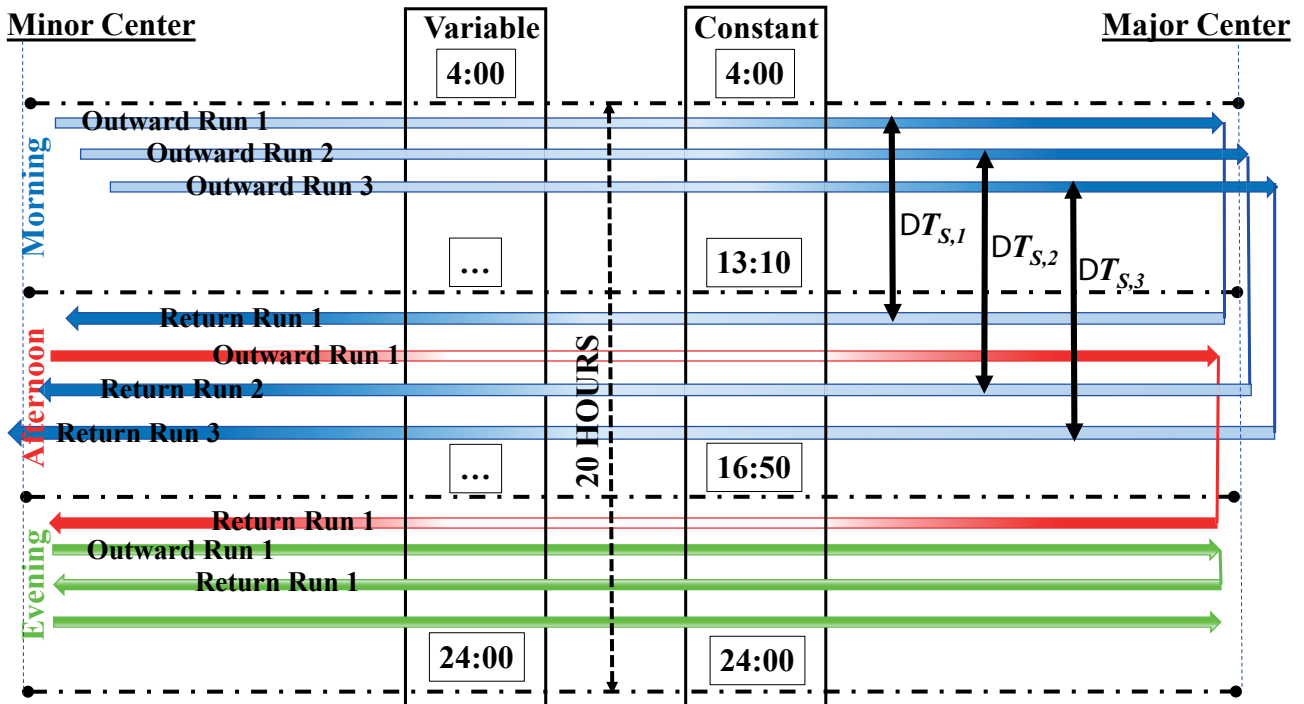 Minor Center
Variable
Constant
Major Center
4:00
4:00
Morning
Outward Run 1
Outward Run 2
Outward Run 3
DT_S,1
DT_S,2
DT_S,3
...
13:10
Afternoon
Return Run 1
Outward Run 1
Return Run 2
Return Run 3
20 HOURS
...
16:50
Evening
Return Run 1
Outward Run 1
Return Run 1
24:00
24:00